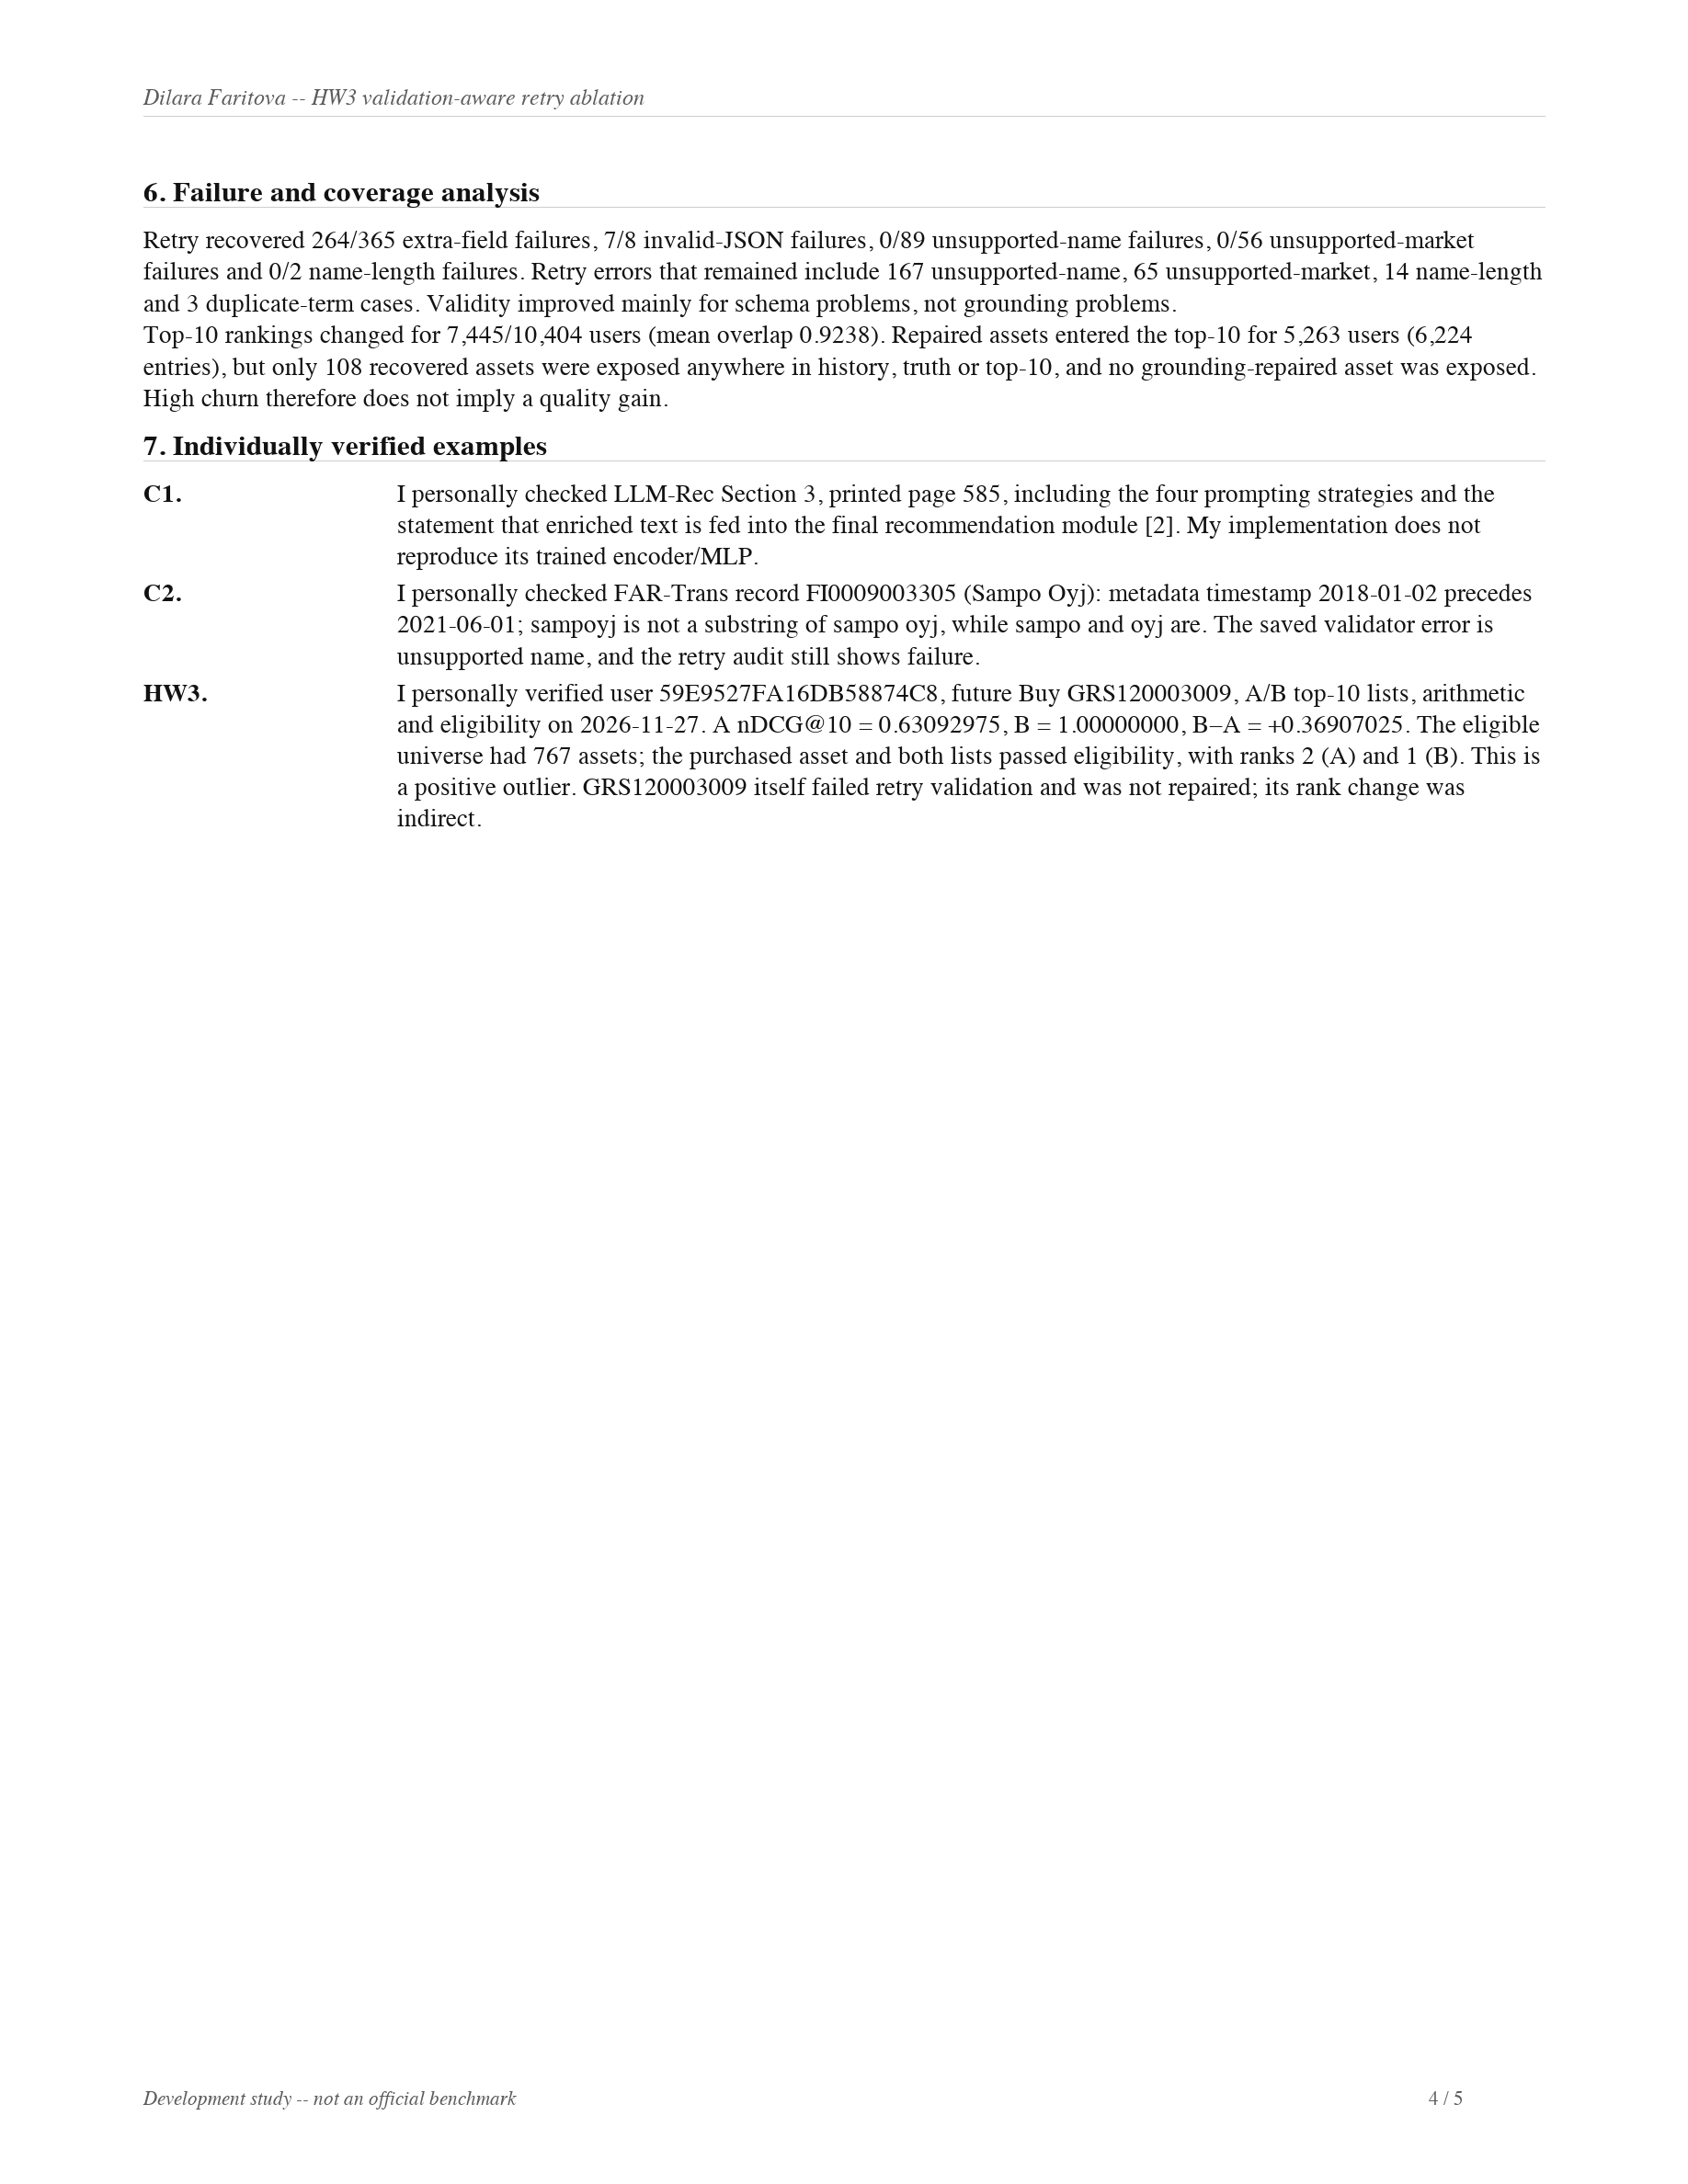 Dilara Faritova -- HW3 validation-aware retry ablation
6. Failure and coverage analysis
Retry recovered 264/365 extra-field failures, 7/8 invalid-JSON failures, 0/89 unsupported-name failures, 0/56 unsupported-market
failures and 0/2 name-length failures. Retry errors that remained include 167 unsupported-name, 65 unsupported-market, 14 name-length
and 3 duplicate-term cases. Validity improved mainly for schema problems, not grounding problems.
Top-10 rankings changed for 7,445/10,404 users (mean overlap 0.9238). Repaired assets entered the top-10 for 5,263 users (6,224
entries), but only 108 recovered assets were exposed anywhere in history, truth or top-10, and no grounding-repaired asset was exposed.
High churn therefore does not imply a quality gain.
7. Individually verified examples
C1. I personally checked LLM-Rec Section 3, printed page 585, including the four prompting strategies and the
statement that enriched text is fed into the final recommendation module [2]. My implementation does not
reproduce its trained encoder/MLP.
C2. I personally checked FAR-Trans record FI0009003305 (Sampo Oyj): metadata timestamp 2018-01-02 precedes
2021-06-01; sampoyj is not a substring of sampo oyj, while sampo and oyj are. The saved validator error is
unsupported name, and the retry audit still shows failure.
HW3. I personally verified user 59E9527FA16DB58874C8, future Buy GRS120003009, A/B top-10 lists, arithmetic
and eligibility on 2026-11-27. A nDCG@10 = 0.63092975, B = 1.00000000, B−A = +0.36907025. The eligible
universe had 767 assets; the purchased asset and both lists passed eligibility, with ranks 2 (A) and 1 (B). This is
a positive outlier. GRS120003009 itself failed retry validation and was not repaired; its rank change was
indirect.
Development study -- not an official benchmark
4 / 5